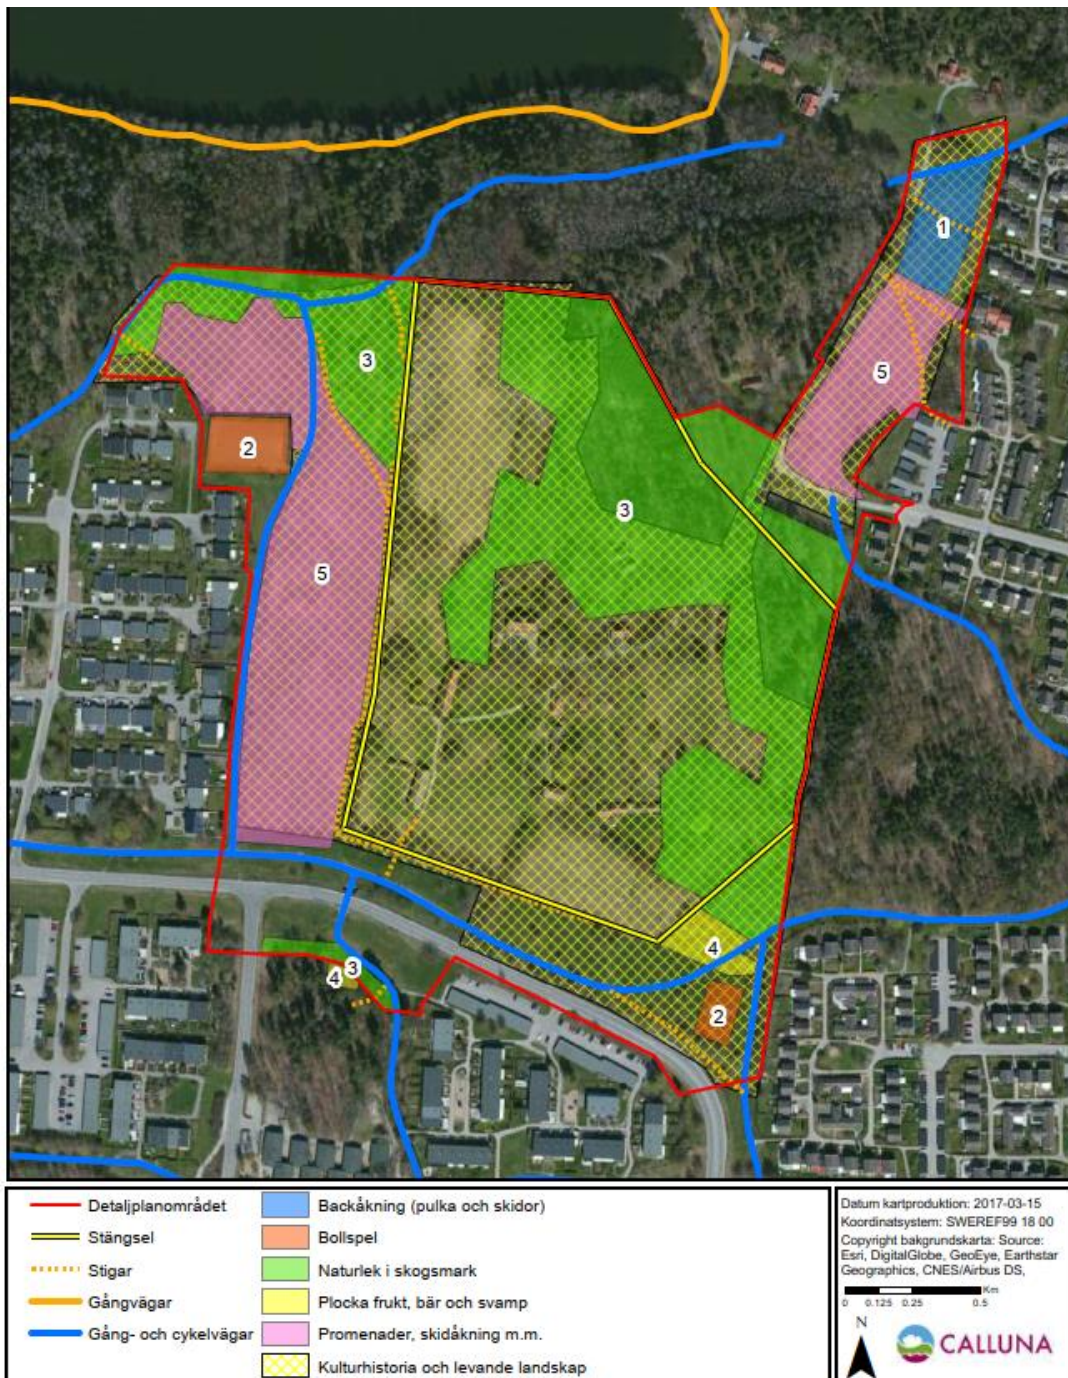 1
3
2
5
3
5
4
3
4
2
Detaljplanområdet
Stängsel
Stigar
Gångvägar
Gång- och cykelvägar
Backåkning (pulka och skidor)
Bollspel
Naturlek i skogsmark
Plocka frukt, bär och svamp
Promenader, skidåkning m.m.
Kulturhistoria och levande landskap
Datum kartproduktion: 2017-03-15
Koordinatsystem: SWEREF99 18 00
Copyright bakgrundskarta: Source:
Esri, DigitalGlobe, GeoEye, Earthstar
Geographics, CNES/Airbus DS,
Km
0 0.125 0.25 0.5
N
CALLUNA